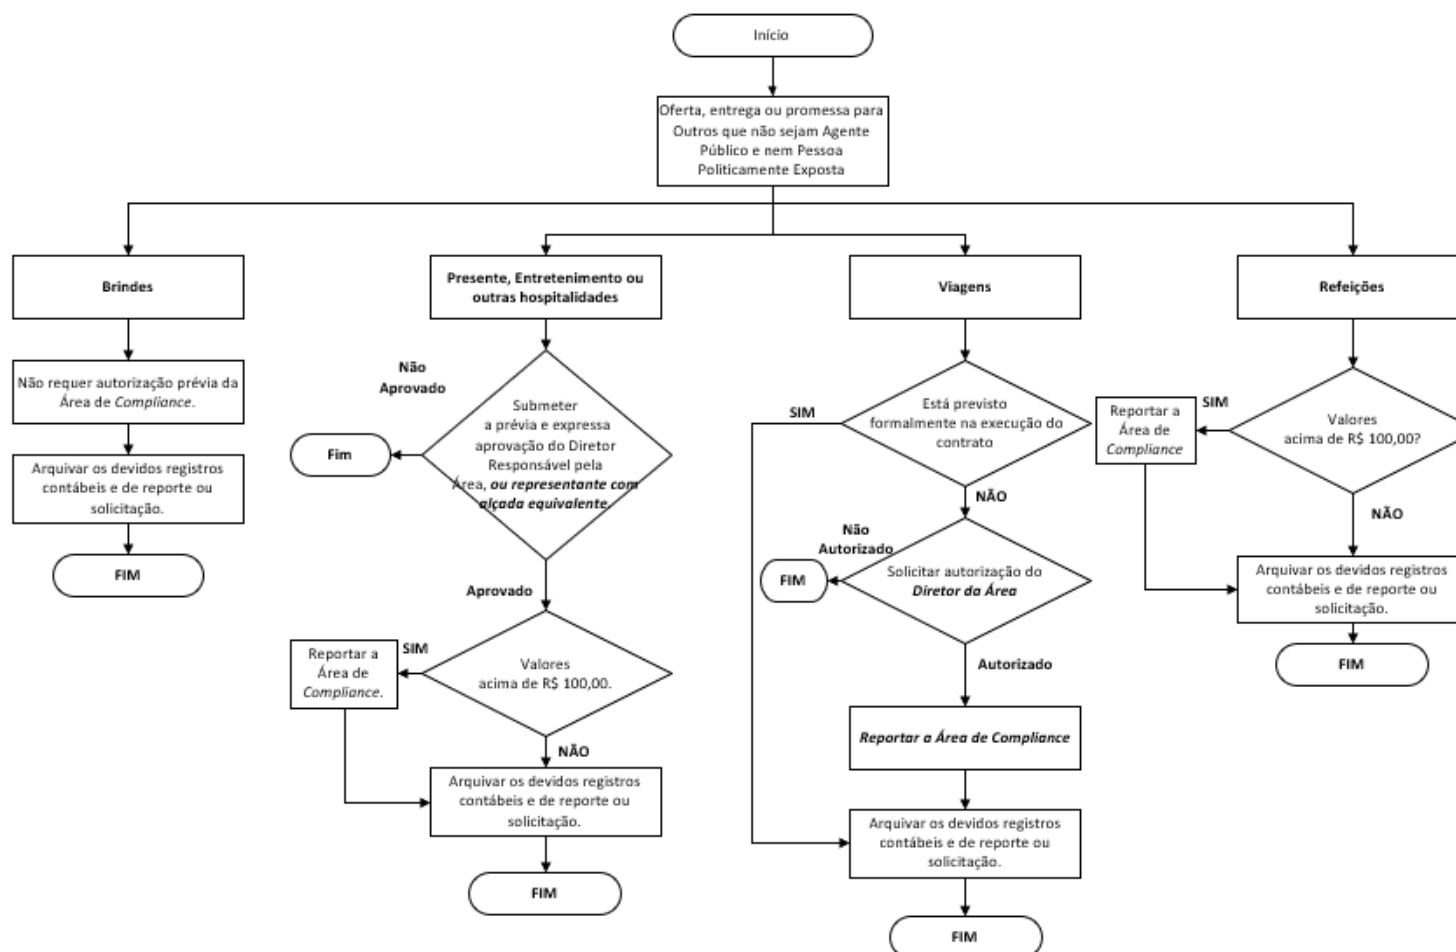 Início
Oferta, entrega ou promessa para
Outros que não sejam Agente
Público e nem Pessoa
Politicamente Exposta
Brindes
Não requer autorização prévia da
Área de Compliance.
Arquivar os devidos registros
contábeis e de reporte ou
solicitação.
FIM
Presente, Entretenimento ou
outras hospitalidades
Não
Aprovado
Submeter
a prévia e expressa
aprovação do Diretor
Responsável pela
Área, ou representante com
alçada equivalente.
Fim
Aprovado
Valores
acima de R$ 100,00.
SIM
Reportar a
Área de
Compliance.
NÃO
Arquivar os devidos registros
contábeis e de reporte ou
solicitação.
FIM
Viagens
Está previsto
formalmente na execução do
contrato
SIM
NÃO
Não
Autorizado
Solicitar autorização do
Diretor da Área
FIM
Autorizado
Reportar a Área de Compliance
Arquivar os devidos registros
contábeis e de reporte ou
solicitação.
FIM
Refeições
Valores
acima de R$ 100,00?
SIM
Reportar a
Área de
Compliance
NÃO
Arquivar os devidos registros
contábeis e de reporte ou
solicitação.
FIM